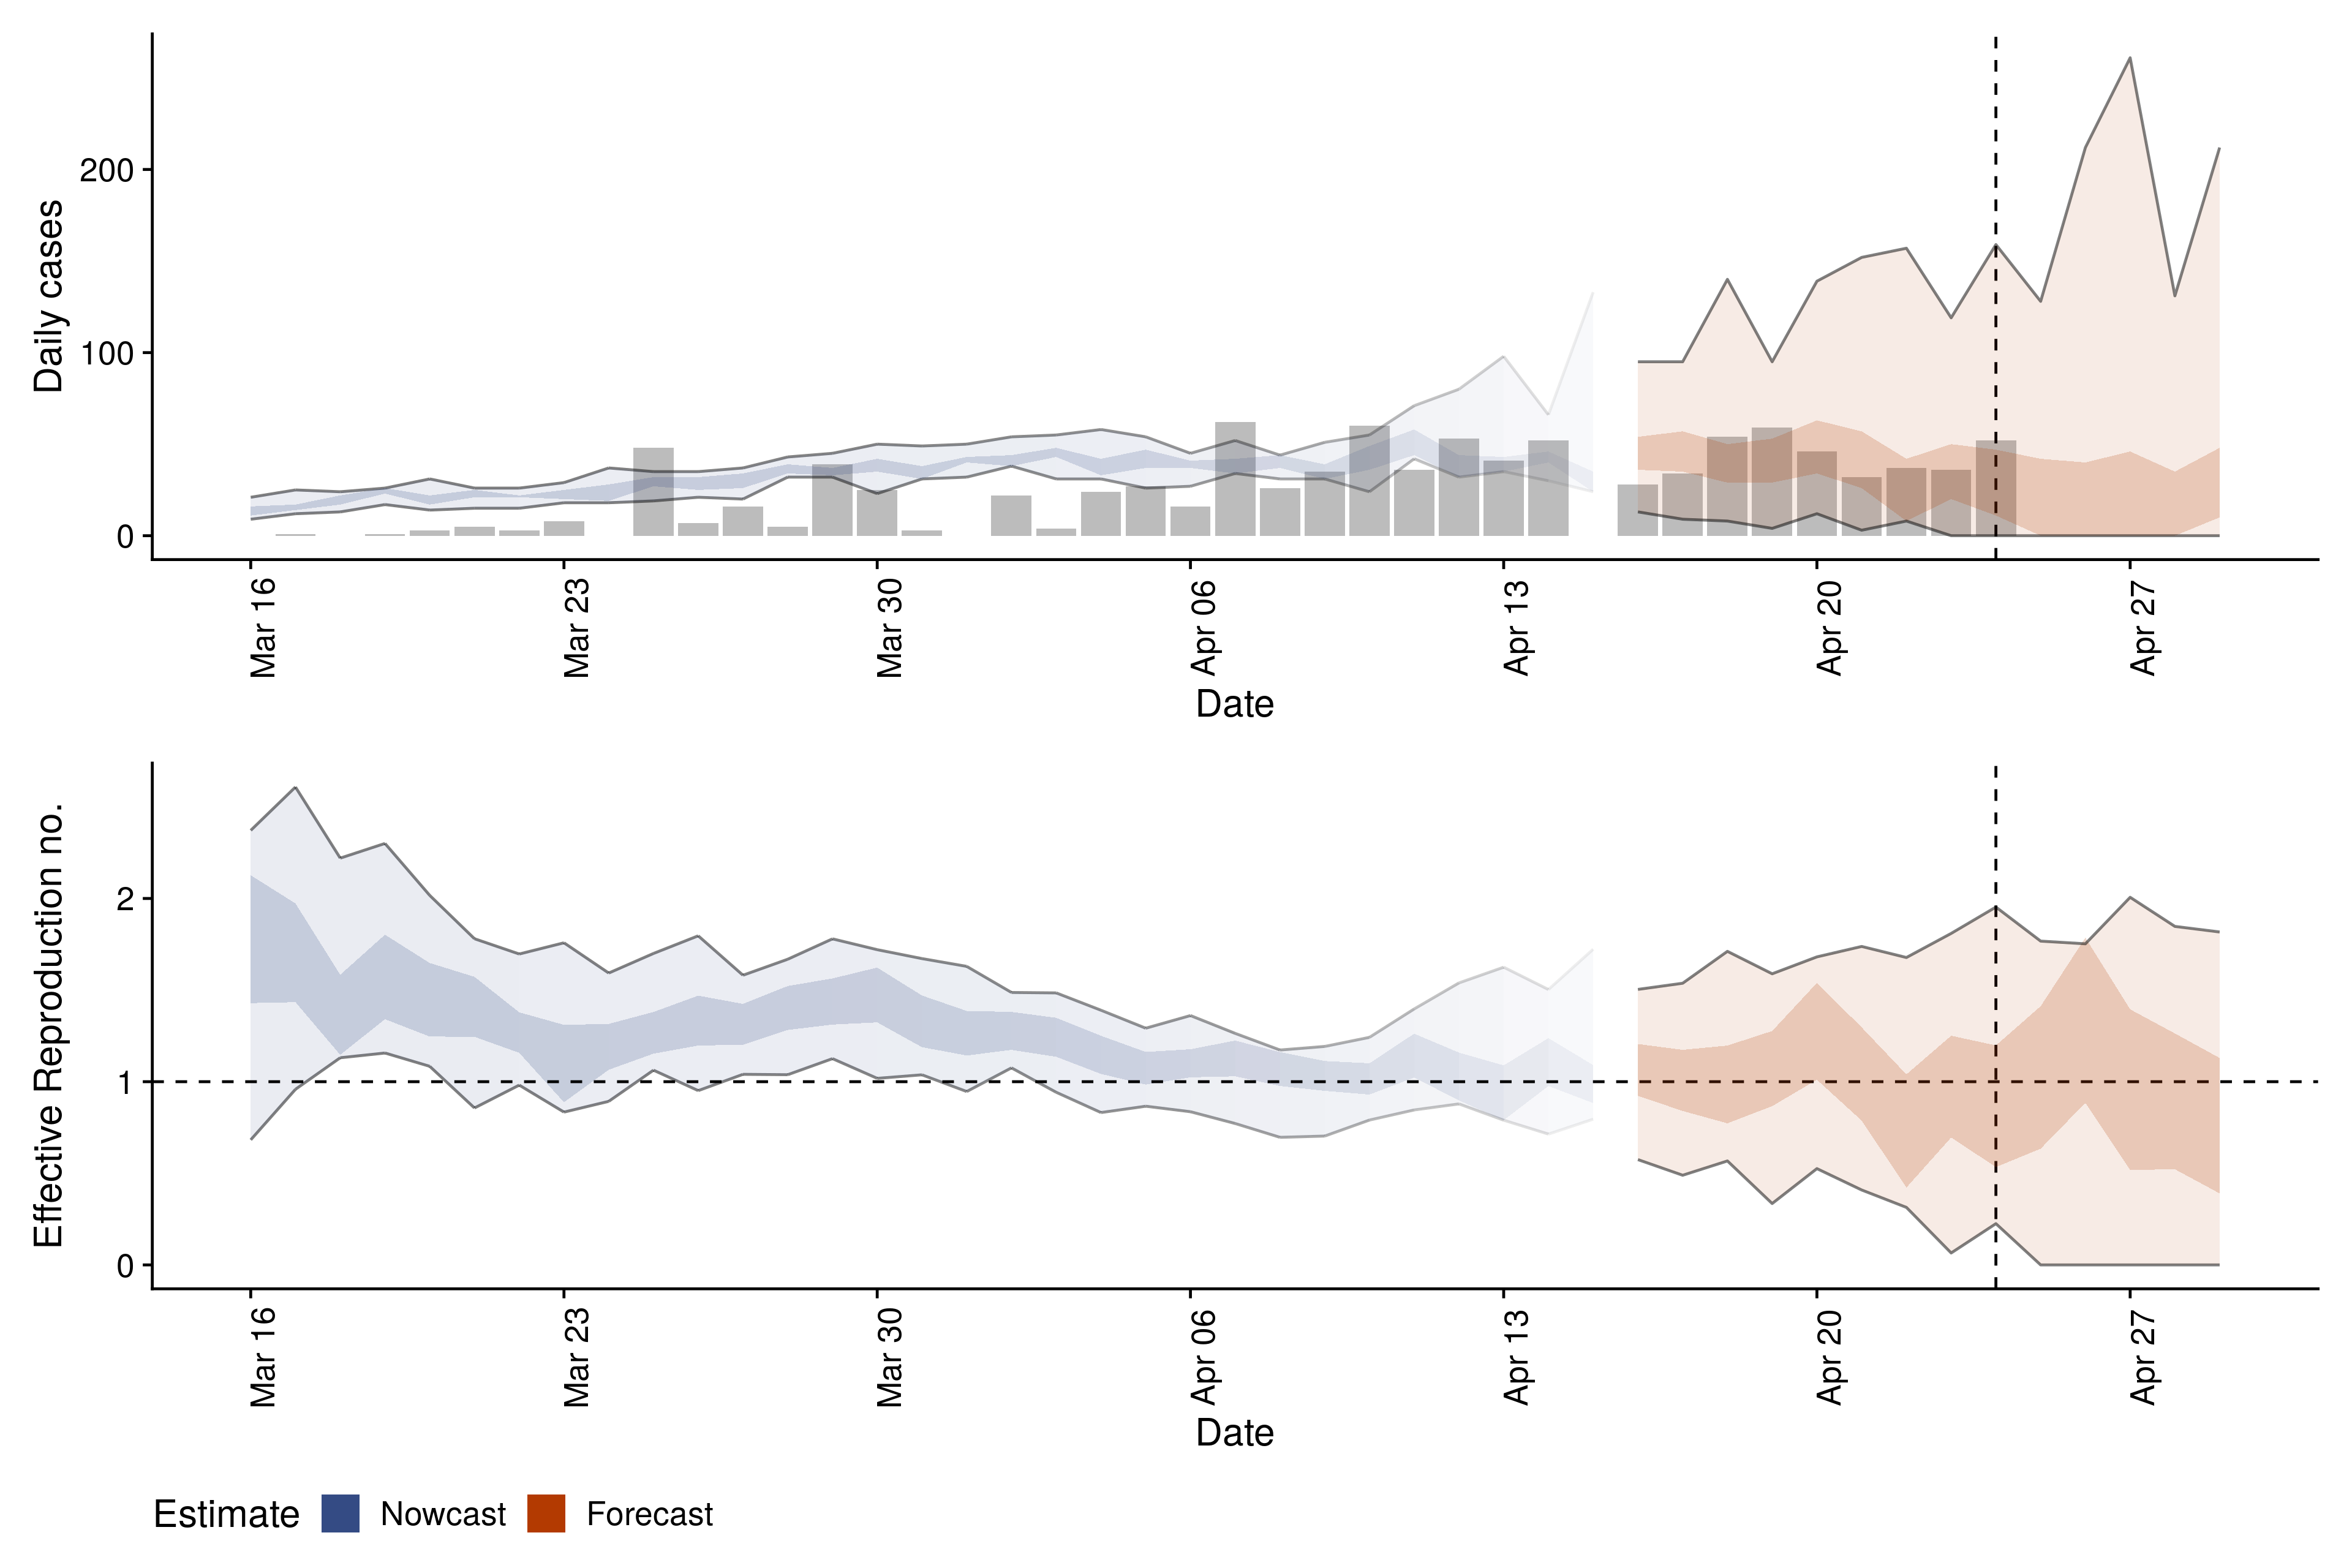 Daily cases
200
100
0
Mar 16
Mar 23
Mar 30
Apr 06
Apr 13
Apr 20
Apr 27
Date
Effective Reproduction no.
2
1
0
Mar 16
Mar 23
Mar 30
Apr 06
Apr 13
Apr 20
Apr 27
Date
Estimate Nowcast Forecast